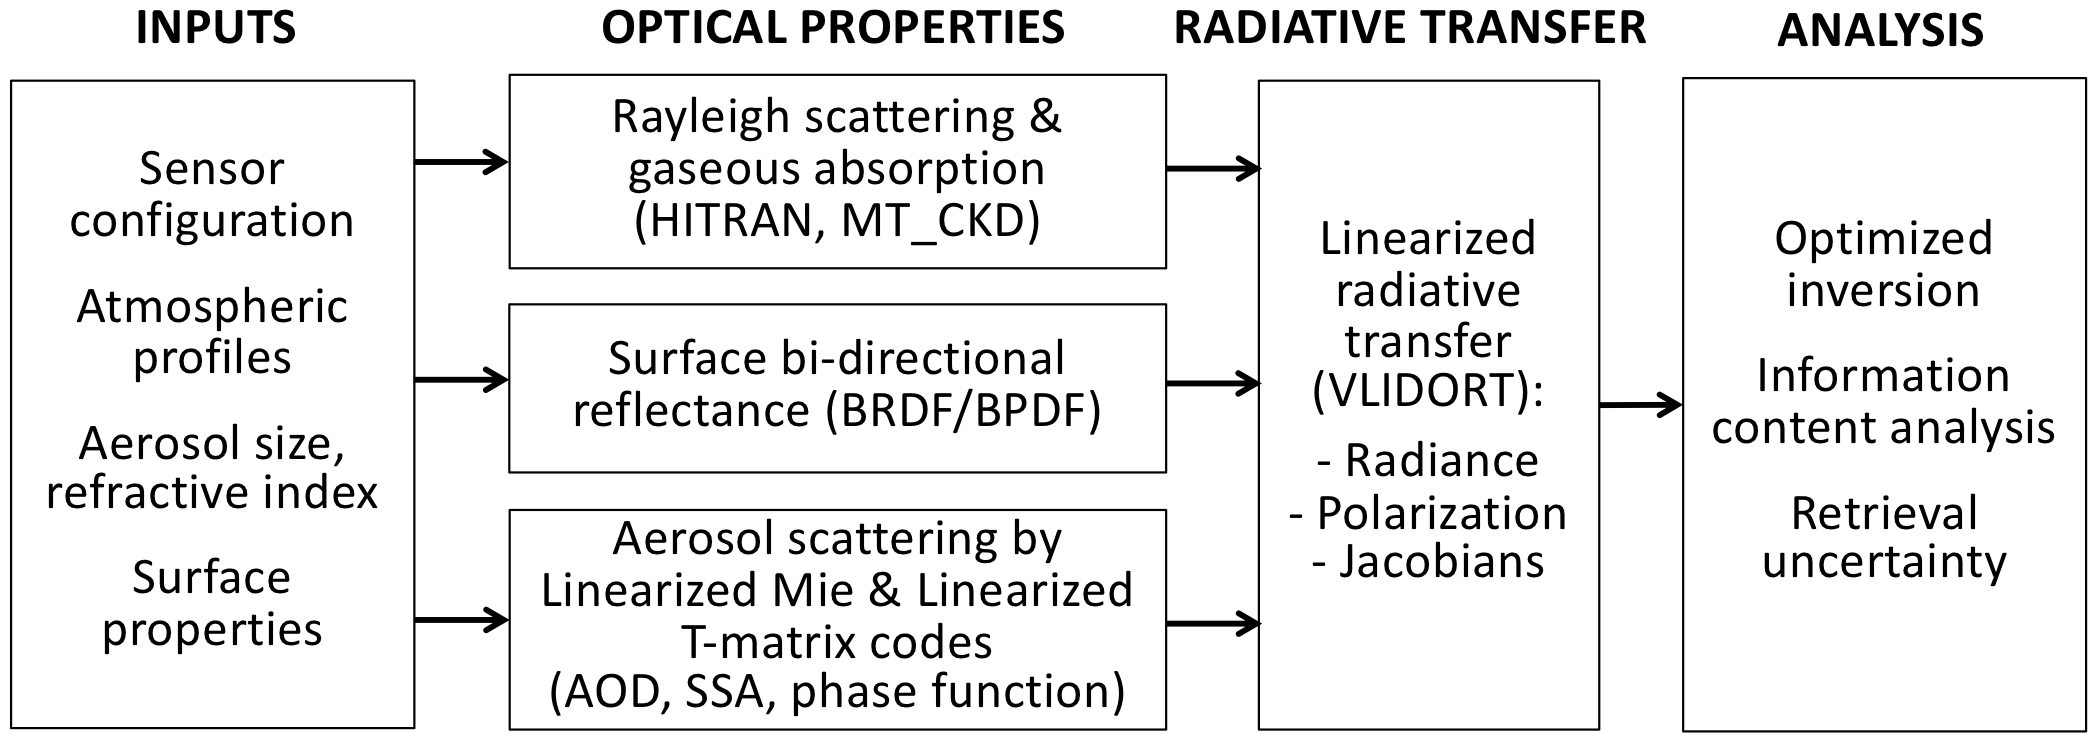 INPUTS
Sensor
configuration
Atmospheric
profiles
Aerosol size,
refractive index
Surface
properties
OPTICAL PROPERTIES
Rayleigh scattering &
gaseous absorption
(HITRAN, MT_CKD)
Surface bi-directional
reflectance (BRDF/BPDF)
Aerosol scattering by
Linearized Mie & Linearized
T-matrix codes
(AOD, SSA, phase function)
RADIATIVE TRANSFER
Linearized
radiative
transfer
(VLIDORT):
- Radiance
- Polarization
- Jacobians
ANALYSIS
Optimized
inversion
Information
content analysis
Retrieval
uncertainty